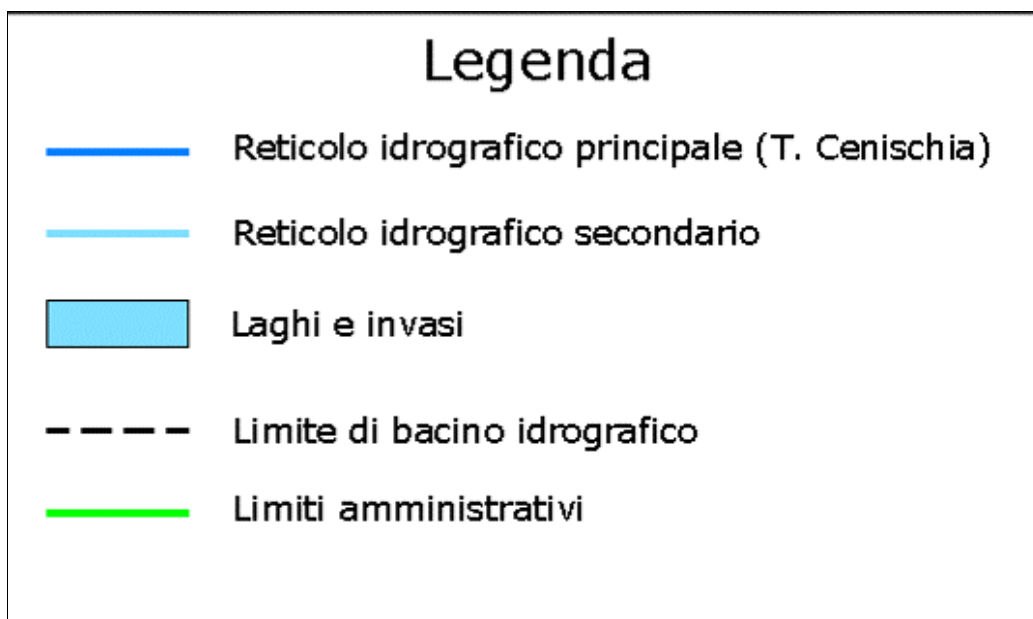 Legenda
Reticolo idrografico principale (T. Cenischia)
Reticolo idrografico secondario
Laghi e invasi
Limite di bacino idrografico
Limiti amministrativi